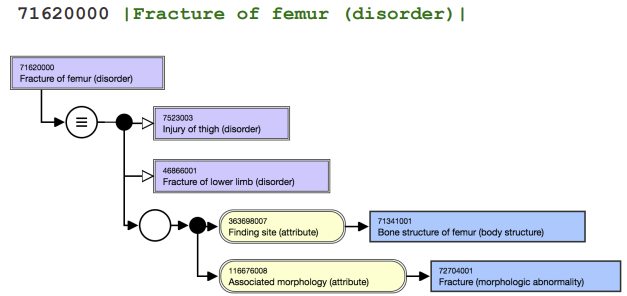 71620000 |Fracture of femur (disorder)|
71620000
Fracture of femur (disorder)
≡
7523003
Injury of thigh (disorder)
46866001
Fracture of lower limb (disorder)
363698007
Finding site (attribute)
71341001
Bone structure of femur (body structure)
116676008
Associated morphology (attribute)
72704001
Fracture (morphologic abnormality)